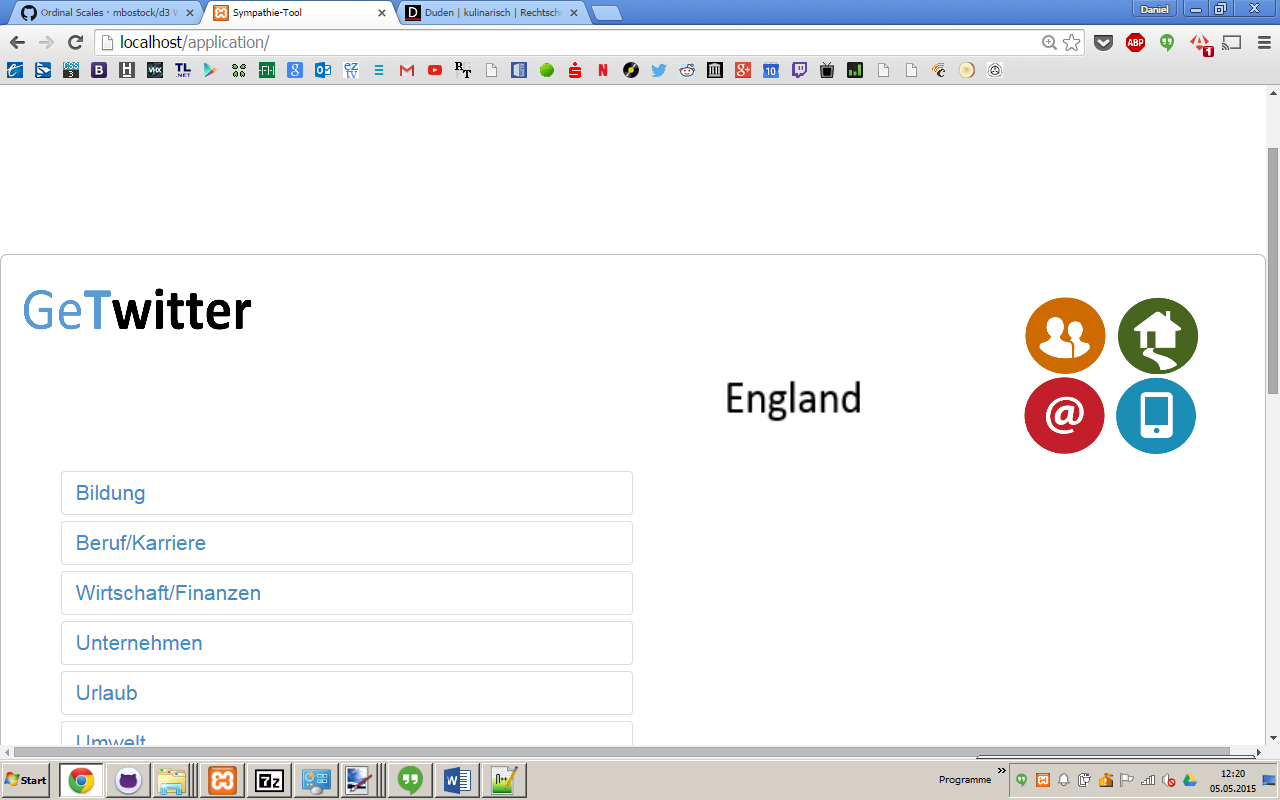 Ordinal Scales · mbostock/d3 W
Sympathie-Tool
Duden | kulinarisch | Rechtsch
Daniel
localhost/application/
GeTwitter
England
@
Bildung
Beruf/Karriere
Wirtschaft/Finanzen
Unternehmen
Urlaub
Umwelt
Start
Programme
12:20
05.05.2015